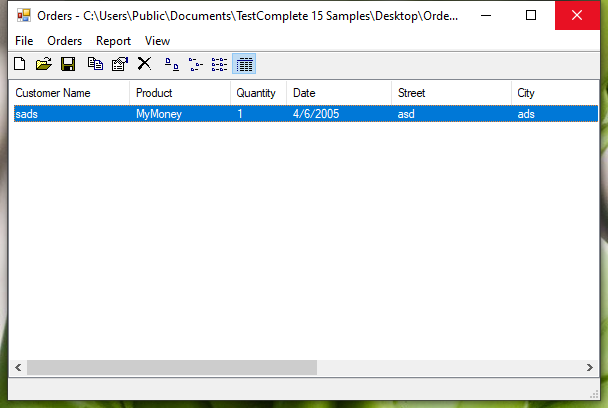 Orders - C:\Users\Public\Documents\TestComplete 15 Samples\Desktop\Orde...
File Orders Report View
Customer Name Product Quantity Date Street City
sads MyMoney 1 4/6/2005 asd ads